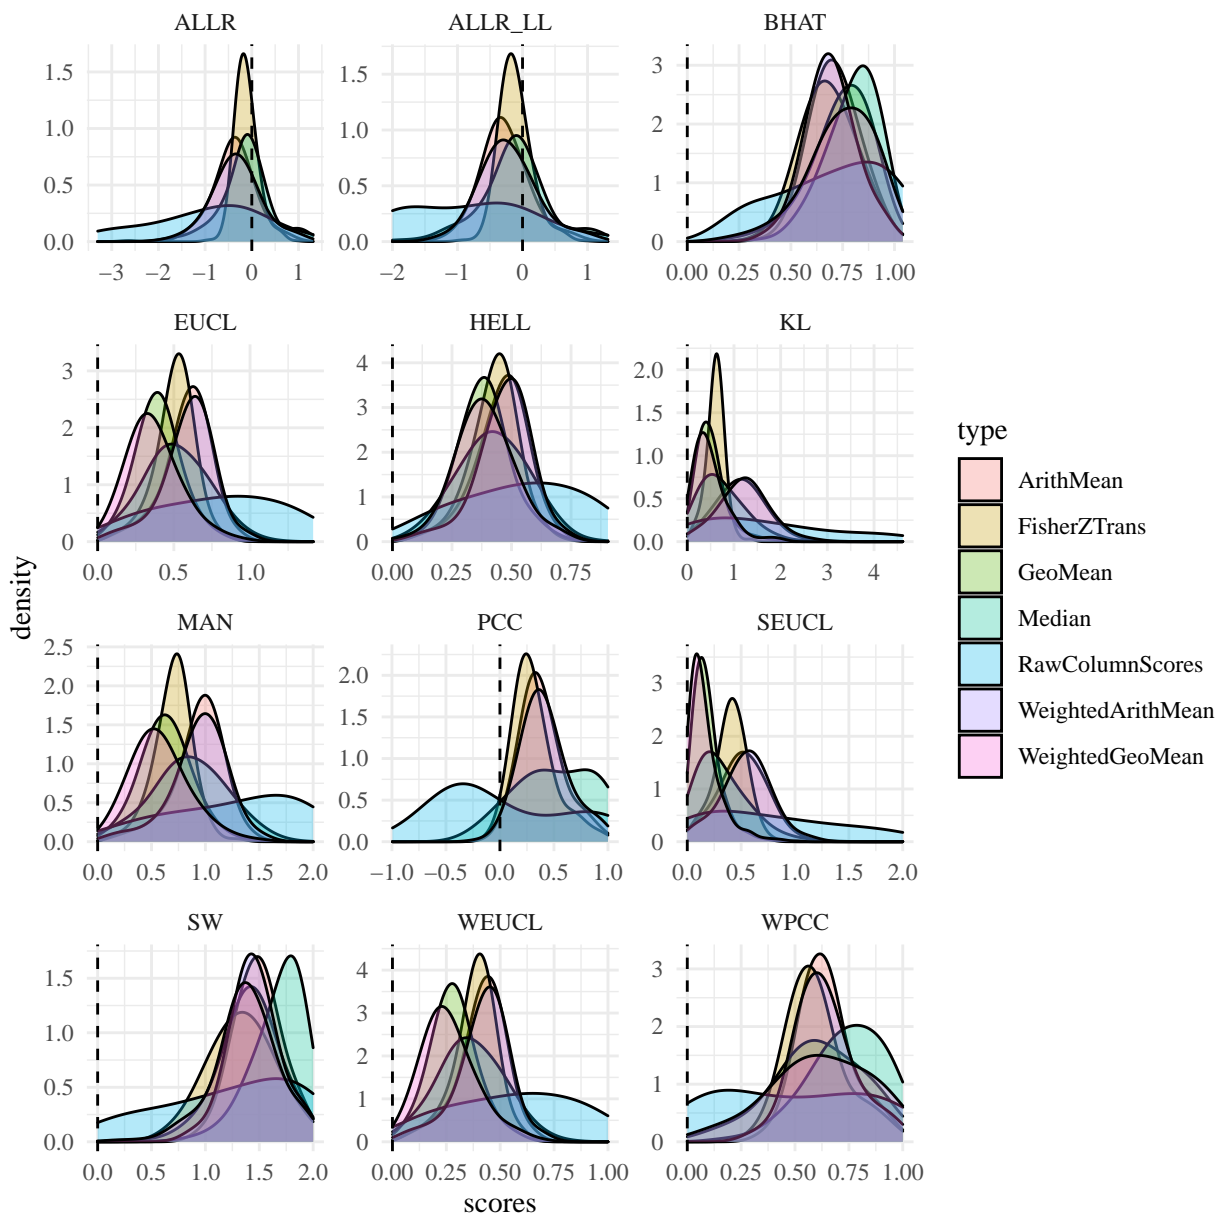 ALLR ALLR_LL BHAT
1.5 1.0 0.5 0.0
1.5 1.0 0.5 0.0
3 2 1 0
−3 −2 −1 0 1
−2 −1 0 1
0.00 0.25 0.50 0.75 1.00
EUCL HELL KL
3 2 1 0
4 3 2 1 0
2.0 1.5 1.0 0.5 0.0
0.0 0.5 1.0
0.00 0.25 0.50 0.75
0 1 2 3 4
MAN PCC SEUCL
2.5 2.0 1.5 1.0 0.5 0.0
2.0 1.5 1.0 0.5 0.0
3 2 1 0
0.0 0.5 1.0 1.5 2.0
−1.0 −0.5 0.0 0.5 1.0
0.0 0.5 1.0 1.5 2.0
SW WEUCL WPCC
1.5 1.0 0.5 0.0
4 3 2 1 0
3 2 1 0
0.0 0.5 1.0 1.5 2.0
0.00 0.25 0.50 0.75 1.00
0.00 0.25 0.50 0.75 1.00
density
scores
type
ArithMean
FisherZTrans
GeoMean
Median
RawColumnScores
WeightedArithMean
WeightedGeoMean